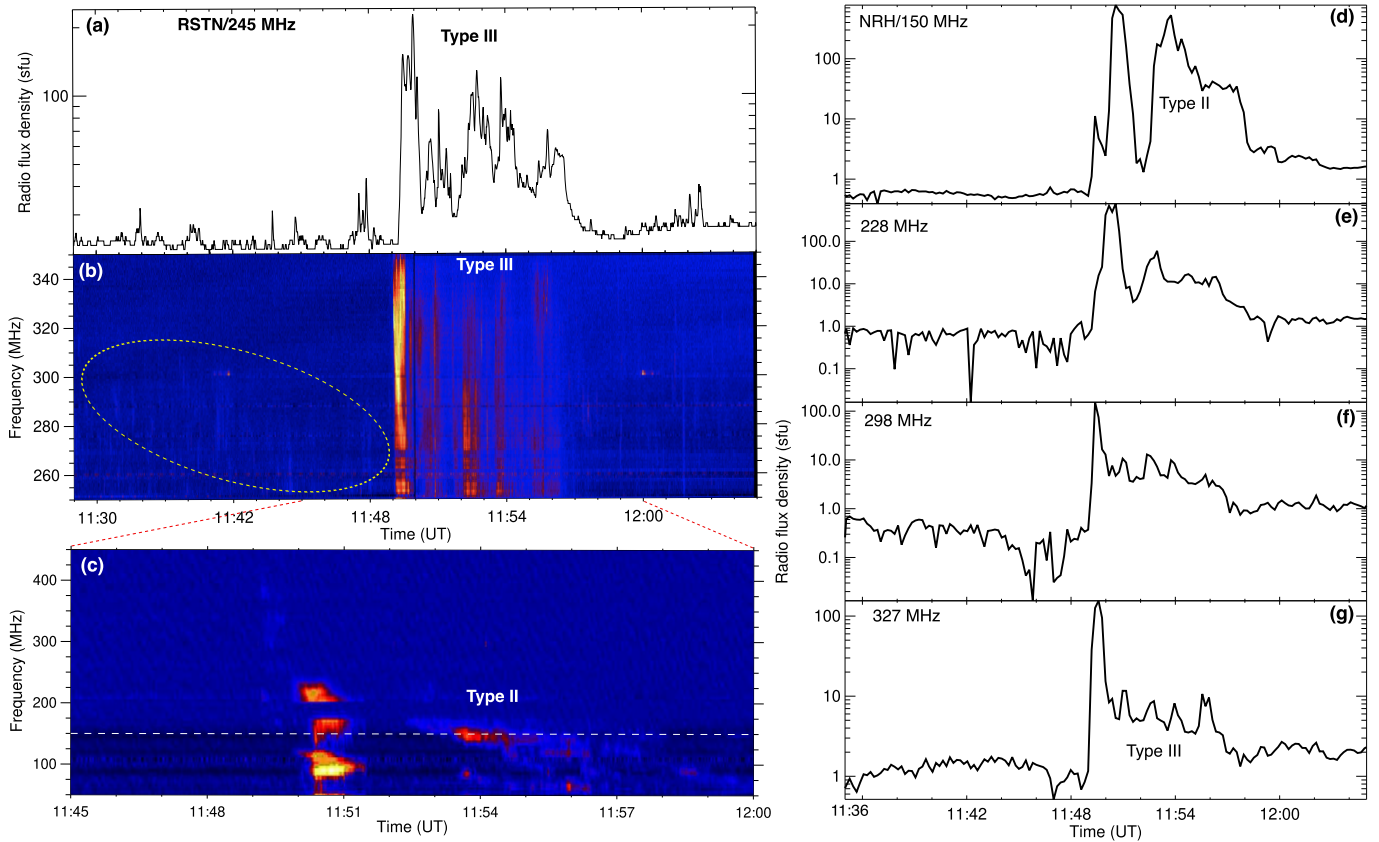 (a)
RSTN/245 MHz
Type III
Radio flux density (sfu)
100
(b)
Type III
Frequency (MHz)
340
320
300
280
260
11:30
11:42
11:48
11:54
12:00
Time (UT)
(c)
Type II
Frequency (MHz)
400
300
200
100
11:45
11:48
11:51
11:54
11:57
12:00
Time (UT)
NRH/150 MHz
(d)
Type II
100
10
1
228 MHz
(e)
100.0
10.0
1.0
0.1
298 MHz
(f)
100.0
10.0
1.0
0.1
Radio flux density (sfu)
327 MHz
(g)
Type III
100
10
1
11:36
11:42
11:48
11:54
12:00
Time (UT)